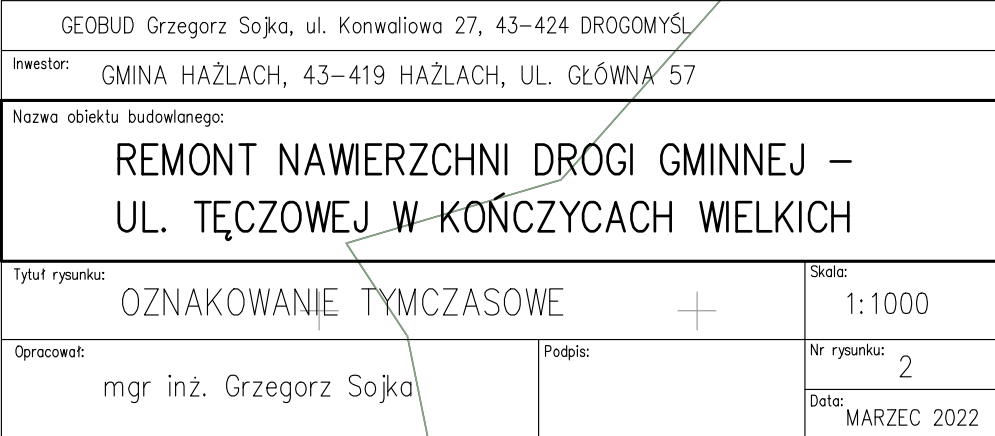 GEOBUD Grzegorz Sojka, ul. Konwaliowa 27, 43-424 DROGOMYŚL
Inwestor:
GMINA HAŻLACH, 43-419 HAŻLACH, UL. GŁÓWNA 57
Nazwa obiektu budowlanego:
REMONT NAWIERZCHNI DROGI GMINNEJ –
UL. TĘCZOWEJ W KOŃCZYCACH WIELKICH
Tytuł rysunku:
OZNAKOWANIE TYMCZASOWE
Skala:
1:1000
Opracował:
mgr inż. Grzegorz Sojka
Podpis:
Nr rysunku:
2
Data:
MARZEC 2022